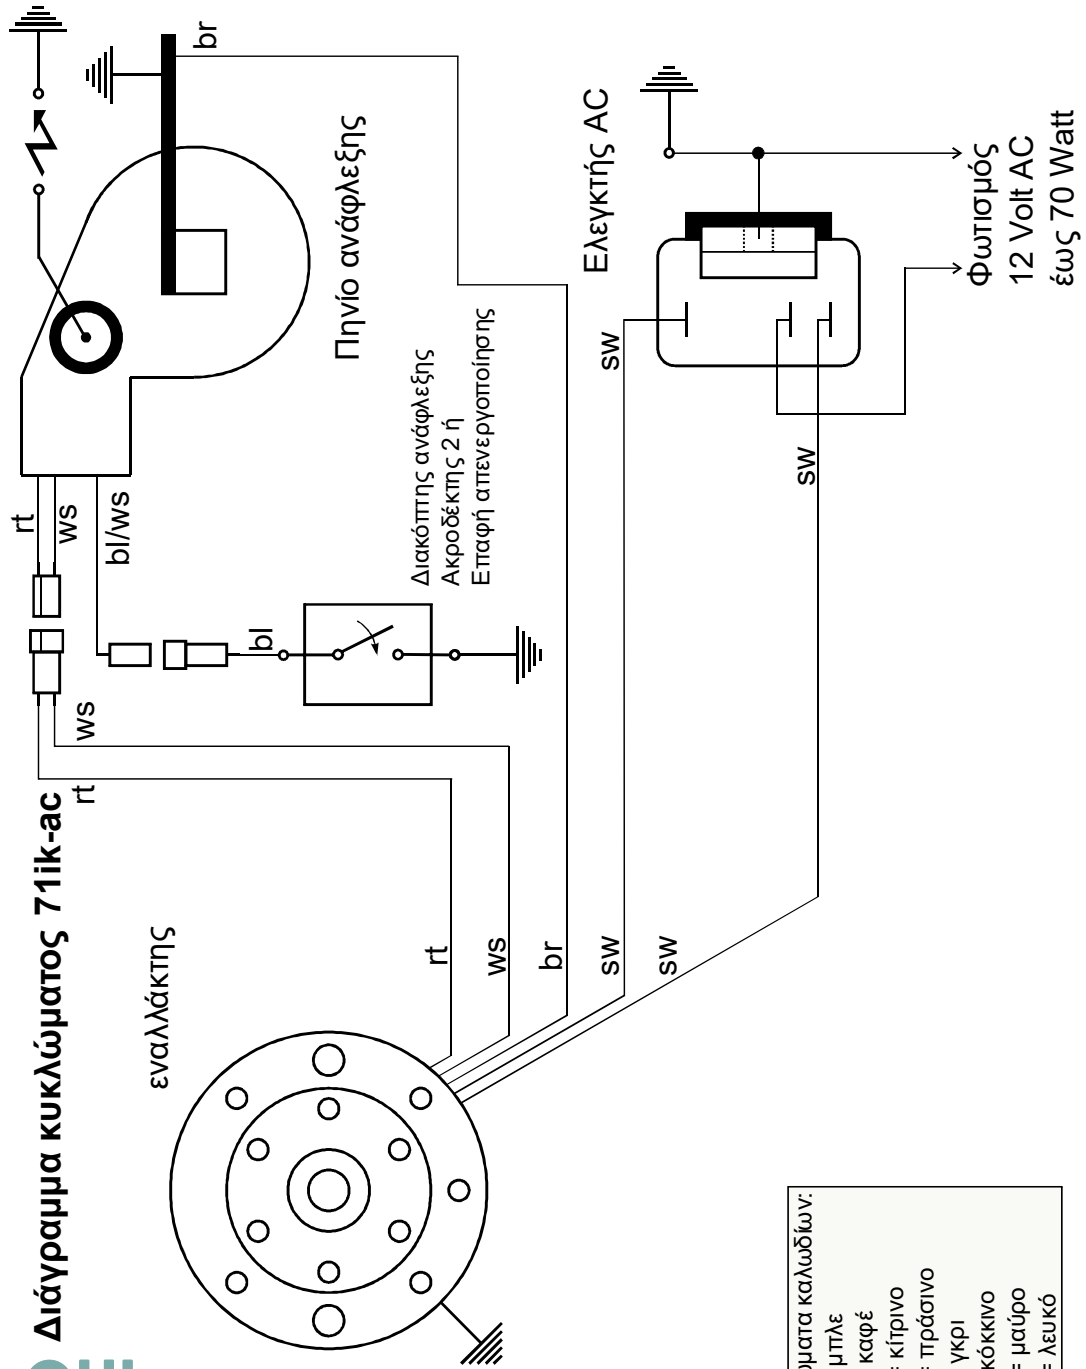 Διάγραμμα κυκλώματος 71ik-ac
εναλλάκτης
rt
ws
rt
ws
bl/ws
bl
br
Πηνίο ανάφλεξης
Διακόπτης ανάφλεξης
Ακροδέκτης 2 ή
Επαφή απενεργοποίησης
rt
ws
br
sw
sw
sw
sw
Ελεγκτής AC
Φωτισμός
12 Volt AC
έως 70 Watt
καλωδίων:
μπλε
καφέ
= κίτρινο
= πράσινο
γκρι
κόκκινο
= μαύρο
= λευκό